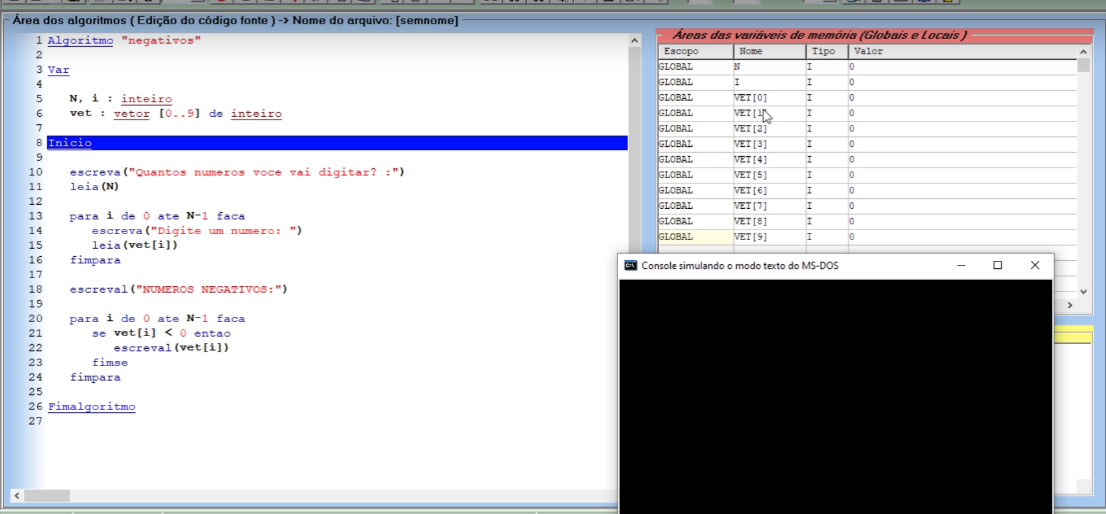 Área dos algoritmos ( Edição do código fonte ) -> Nome do arquivo: [semnome]
1 Algoritmo "negativos"
2
3 Var
4
5 N, i : inteiro
6 vet : vetor [0..9] de inteiro
7
8 Inicio
9
10 escreva("Quantos numeros voce vai digitar? :")
11 leia(N)
12
13 para i de 0 ate N-1 faca
14 escreva("Digite um numero: ")
15 leia(vet[i])
16 fimpara
17
18 escreval("NUMEROS NEGATIVOS:")
19
20 para i de 0 ate N-1 faca
21 se vet[i] < 0 entao
22 escreval(vet[i])
23 fimse
24 fimpara
25
26 Fimalgoritmo
27
Áreas das variáveis de memória (Globais e Locais )
Escopo Nome Tipo Valor
GLOBAL N I 0
GLOBAL I I 0
GLOBAL VET[0] I 0
GLOBAL VET[1] I 0
GLOBAL VET[2] I 0
GLOBAL VET[3] I 0
GLOBAL VET[4] I 0
GLOBAL VET[5] I 0
GLOBAL VET[6] I 0
GLOBAL VET[7] I 0
GLOBAL VET[8] I 0
GLOBAL VET[9] I 0
Console simulando o modo texto do MS-DOS